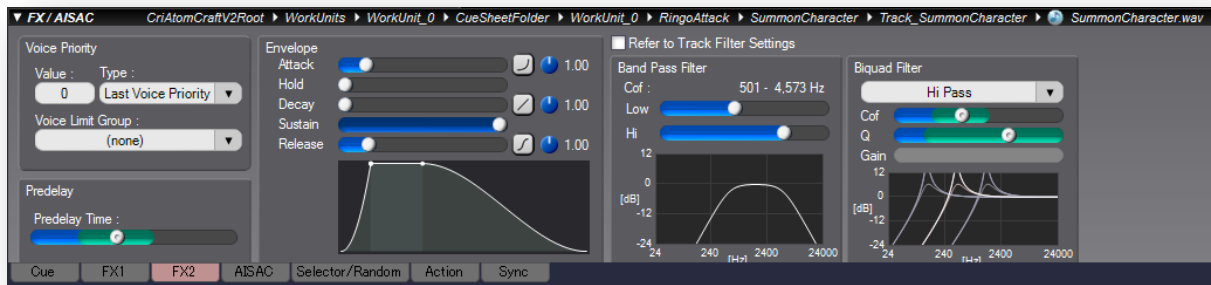 ▼ FX / AISAC CriAtomCraftV2Root ▶ WorkUnits ▶ WorkUnit_0 ▶ CueSheetFolder ▶ WorkUnit_0 ▶ RingoAttack ▶ SummonCharacter ▶ Track_SummonCharacter ▶ SummonCharacter.wav
Voice Priority
Value : Type :
0 Last Voice Priority ▼
Voice Limit Group :
(none) ▼
Predelay
Predelay Time :
Envelope
Attack 1.00
Hold
Decay 1.00
Sustain
Release 1.00
Refer to Track Filter Settings
Band Pass Filter
Cof : 501 - 4,573 Hz
Low
Hi
12
0
[dB]
-12
-24
24 240 [Hz] 2400 24000
Biquad Filter
Hi Pass ▼
Cof
Q
Gain
12
0
[dB]
-12
-24
24 240 [Hz] 2400 24000
Cue FX1 FX2 AISAC Selector/Random Action Sync